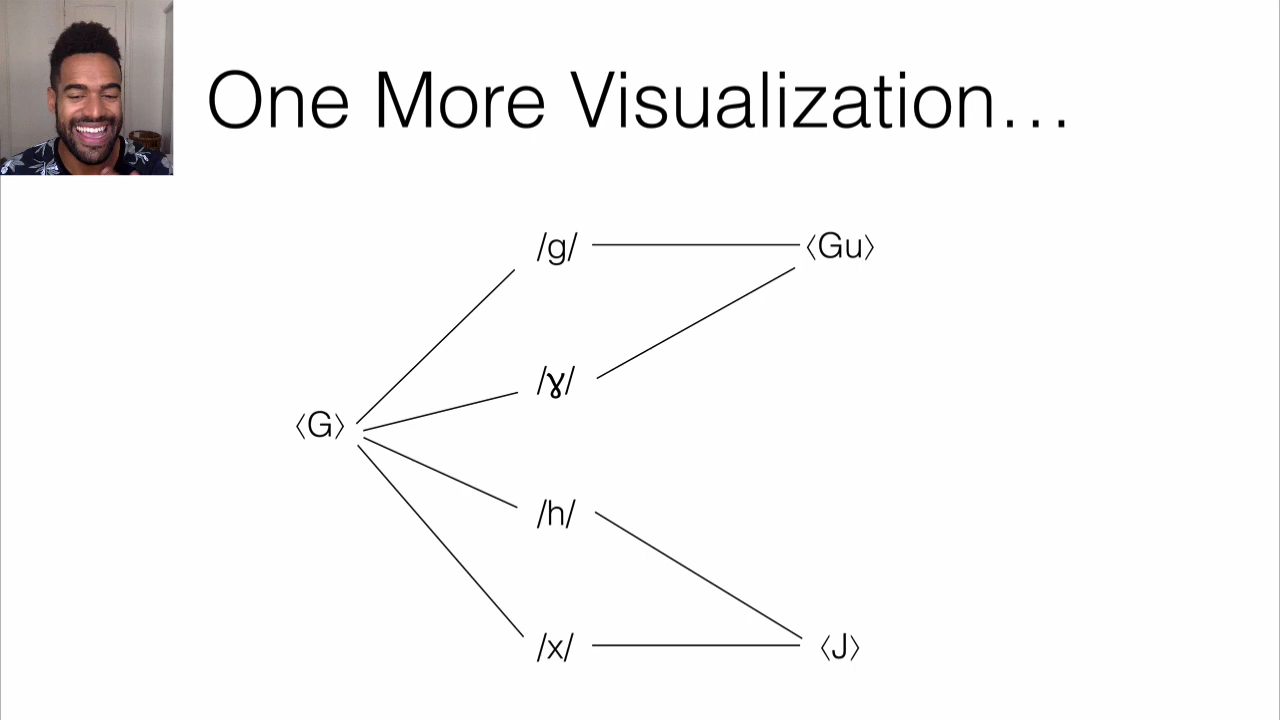 One More Visualization…
/g/
⟨Gu⟩
/ɣ/
⟨G⟩
/h/
/x/
⟨J⟩